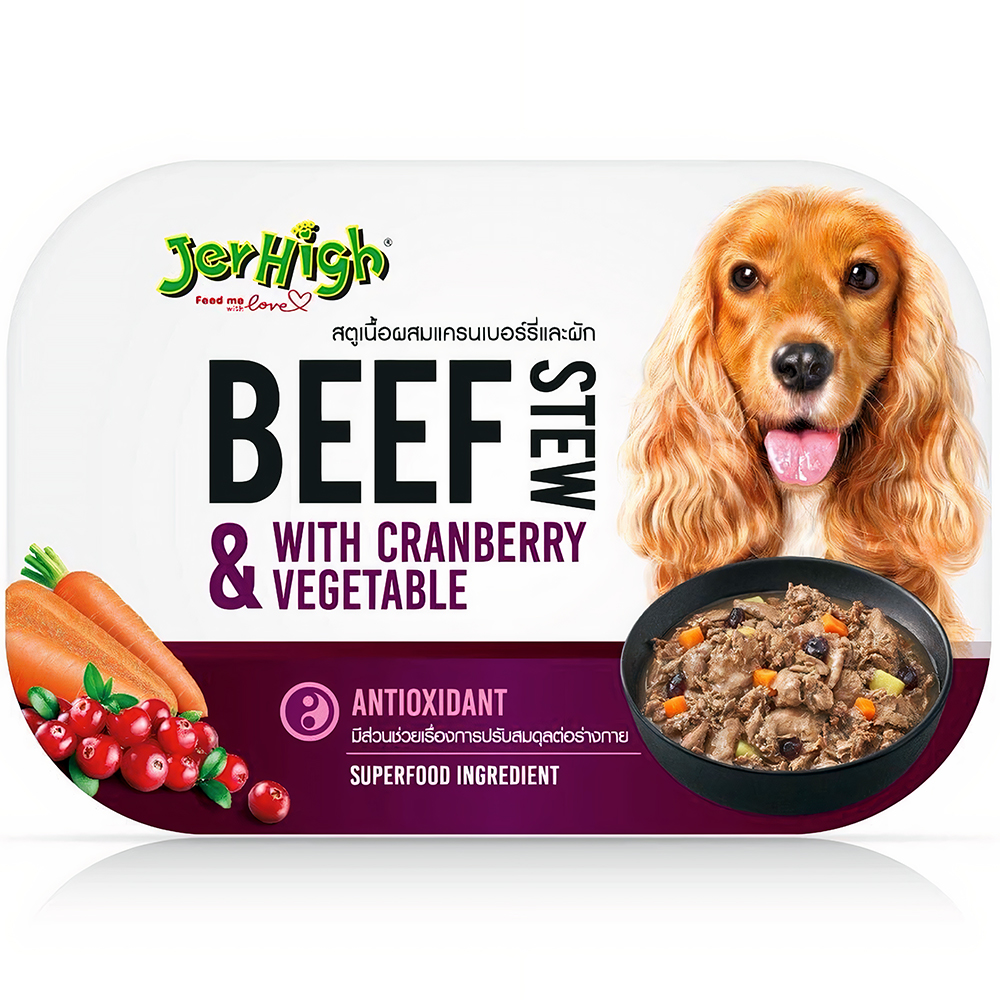 JerHigh®
Feed me
with love
สตูเนื้อผสมแครนเบอร์รี่และผัก
BEEF STEW
& WITH CRANBERRY
VEGETABLE
ANTIOXIDANT
มีส่วนช่วยเรื่องการปรับสมดุลต่อร่างกาย
SUPERFOOD INGREDIENT